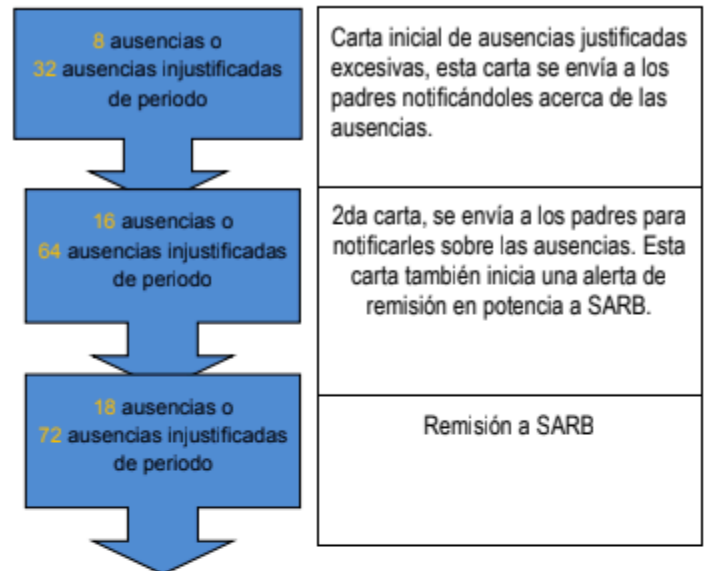 8 ausencias o
32 ausencias injustificadas
de periodo
Carta inicial de ausencias justificadas
excesivas, esta carta se envía a los
padres notificándoles acerca de las
ausencias.
16 ausencias o
64 ausencias injustificadas
de periodo
2da carta, se envía a los padres para
notificarles sobre las ausencias. Esta
carta también inicia una alerta de
remisión en potencia a SARB.
18 ausencias o
72 ausencias injustificadas
de periodo
Remisión a SARB